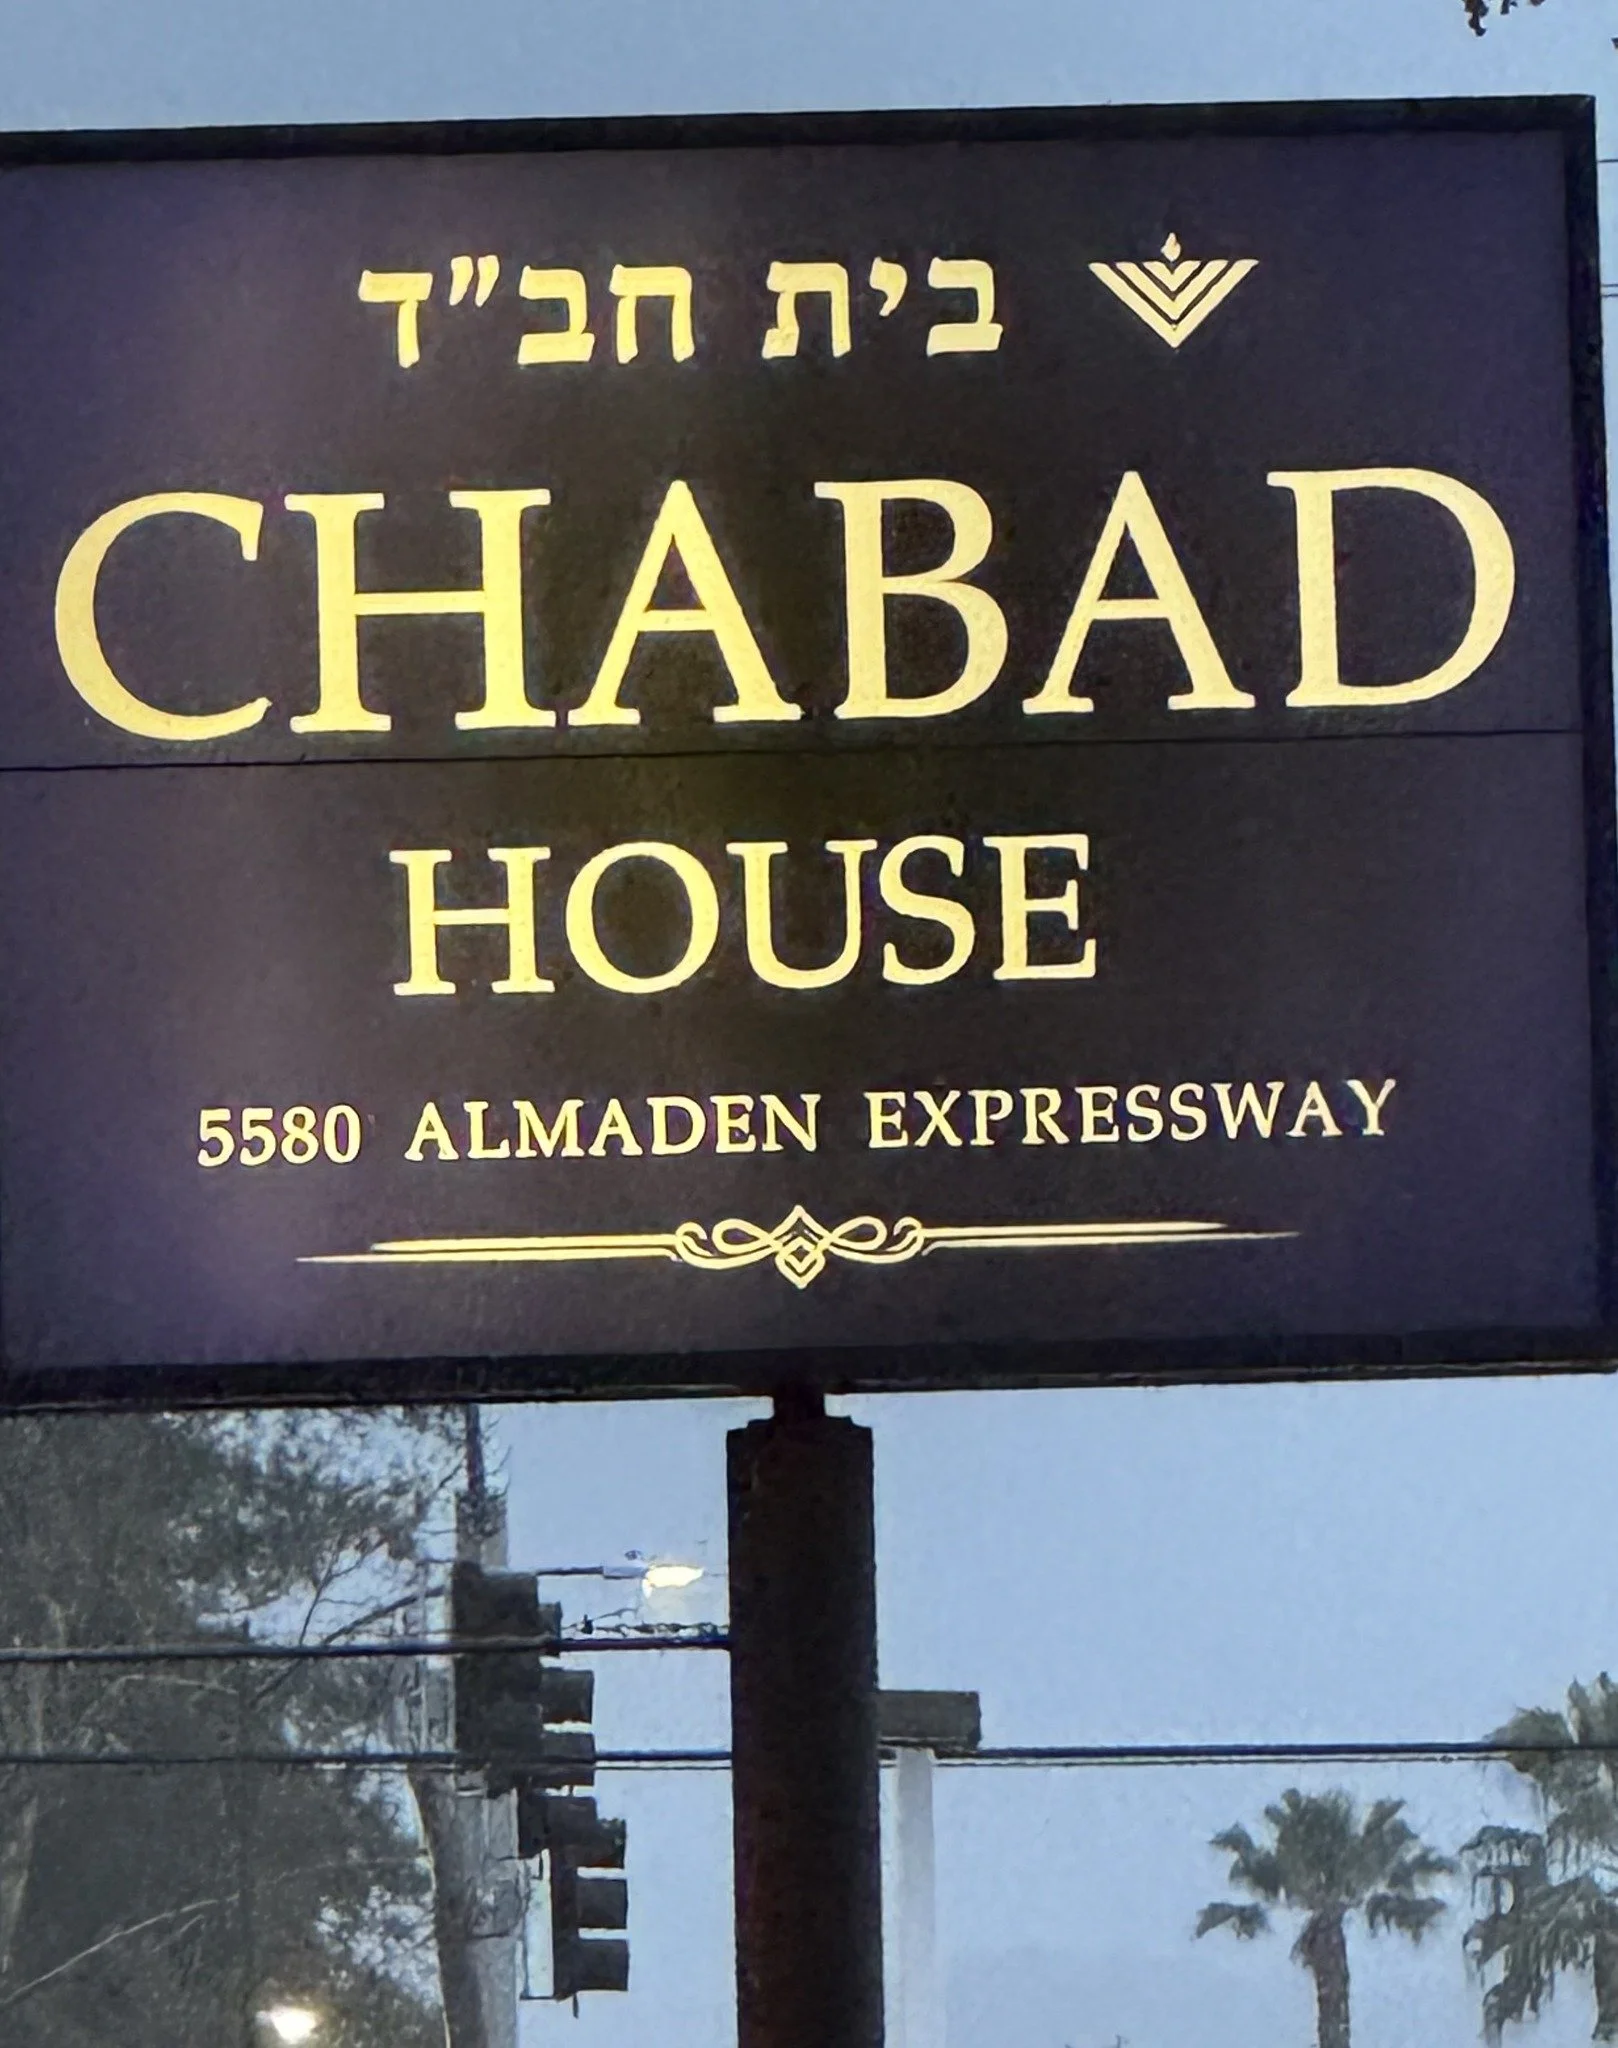 בית חב"ד
CHABAD
HOUSE
5580 ALMADEN EXPRESSWAY